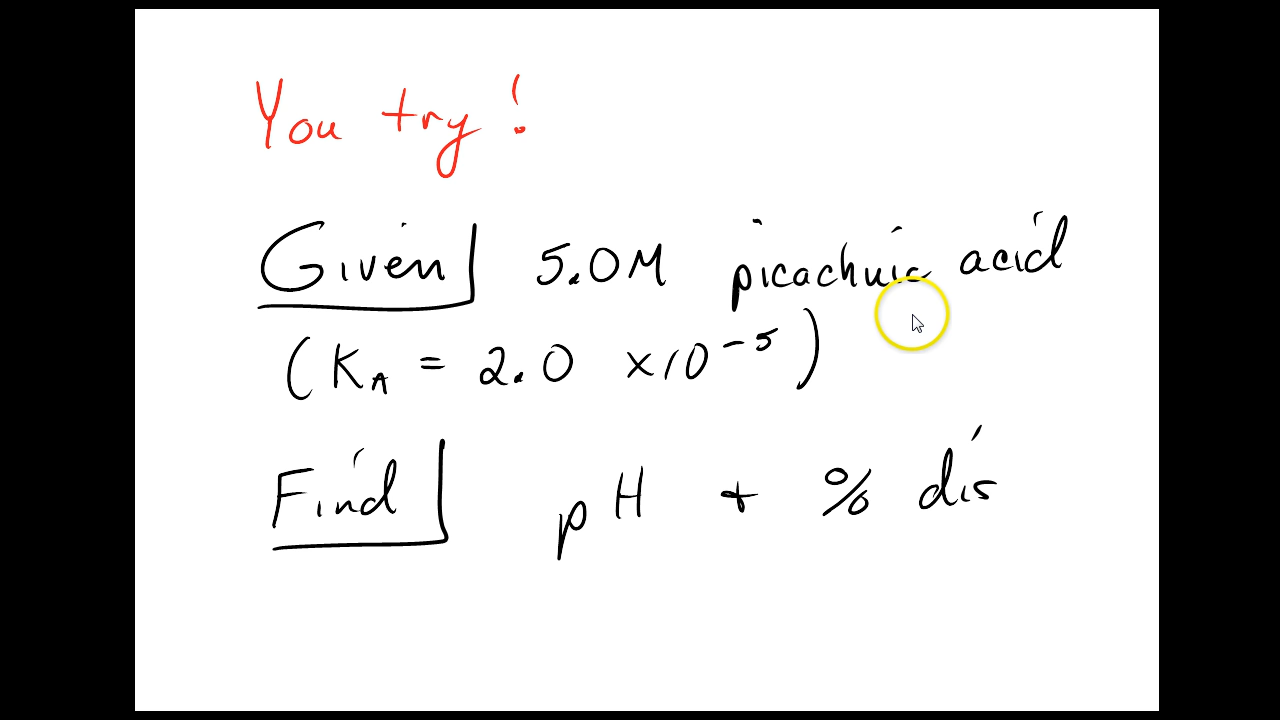 You try!
Given 5.0M picachuic acid
(KA = 2.0 x10⁻⁵)
Find pH + % dis